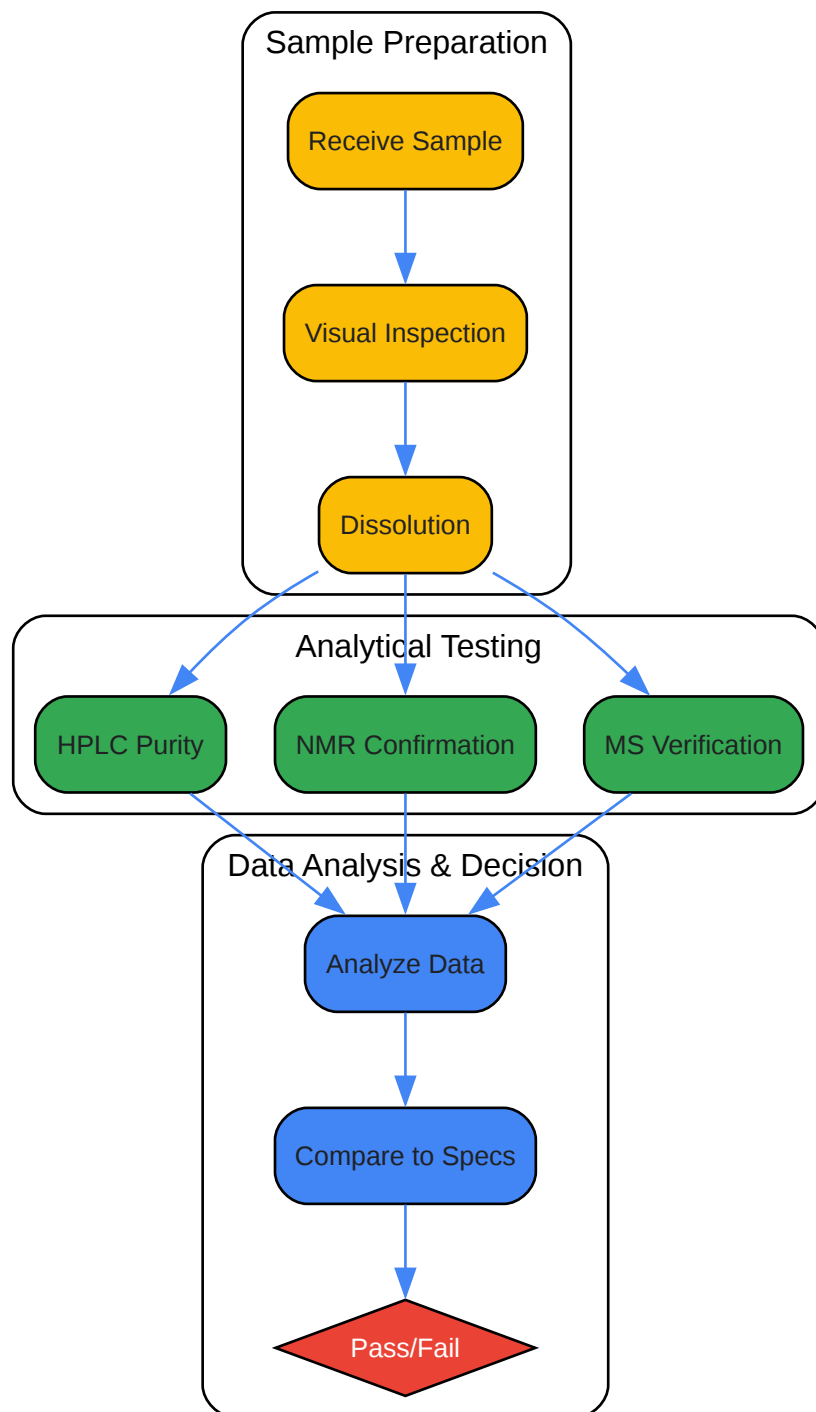 Sample Preparation
Receive Sample
Visual Inspection
Dissolution
Analytical Testing
HPLC Purity
NMR Confirmation
MS Verification
Data Analysis & Decision
Analyze Data
Compare to Specs
Pass/Fail